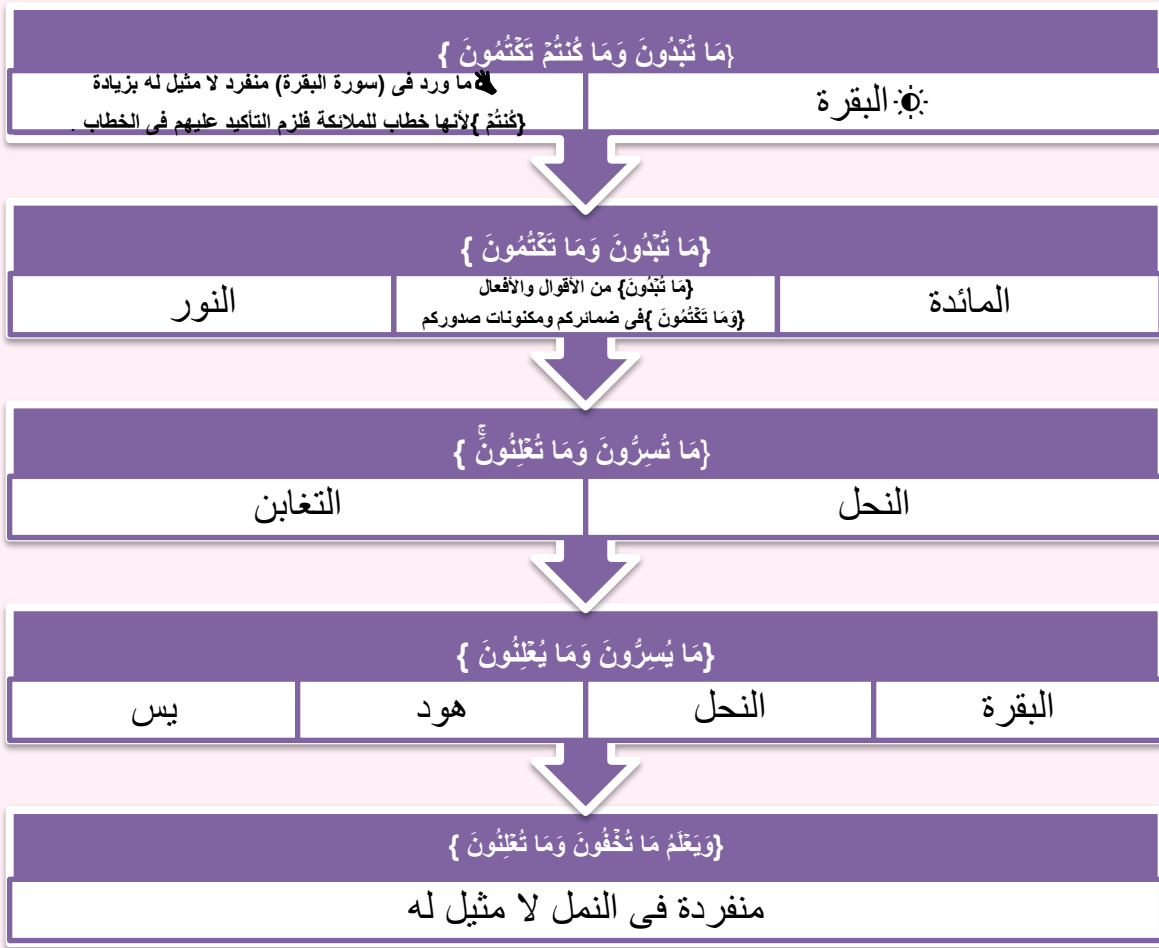 {مَا تُبْدُونَ وَمَا كُنتُمْ تَكْتُمُونَ }
البقرة
ما ورد فى (سورة البقرة) منفرد لا مثيل له بزيادة
{كُنتُمْ }لأنها خطاب للملائكة فلزم التأكيد عليهم فى الخطاب .
{مَا تُبْدُونَ وَمَا تَكْتُمُونَ }
المائدة
{مَا تُبْدُونَ} من الأقوال والأفعال
{وَمَا تَكْتُمُونَ }فى ضمائركم ومكنونات صدوركم
النور
{مَا تُسِرُّونَ وَمَا تُعْلِنُونَۚ }
النحل
التغابن
{مَا يُسِرُّونَ وَمَا يُعْلِنُونَ }
البقرة
النحل
هود
يس
{وَيَعْلَمُ مَا تُخْفُونَ وَمَا تُعْلِنُونَ }
منفردة فى النمل لا مثيل له